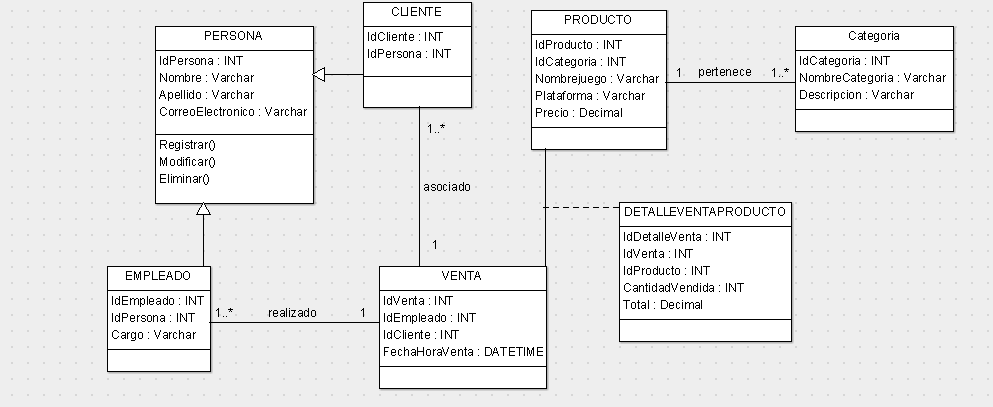 PERSONA
IdPersona : INT
Nombre : Varchar
Apellido : Varchar
CorreoElectronico : Varchar
Registrar()
Modificar()
Eliminar()
CLIENTE
IdCliente : INT
IdPersona : INT
PRODUCTO
IdProducto : INT
IdCategoria : INT
Nombrejuego : Varchar
Plataforma : Varchar
Precio : Decimal
1
pertenece
1..*
Categoria
IdCategoria : INT
NombreCategoria : Varchar
Descripcion : Varchar
1..*
asociado
1
DETALLEVENTAPRODUCTO
IdDetalleVenta : INT
IdVenta : INT
IdProducto : INT
CantidadVendida : INT
Total : Decimal
EMPLEADO
IdEmpleado : INT
IdPersona : INT
Cargo : Varchar
1..*
realizado
1
VENTA
IdVenta : INT
IdEmpleado : INT
IdCliente : INT
FechaHoraVenta : DATETIME